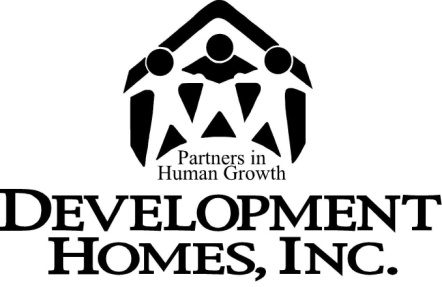 Partners in
Human Growth
DEVELOPMENT
HOMES, INC.